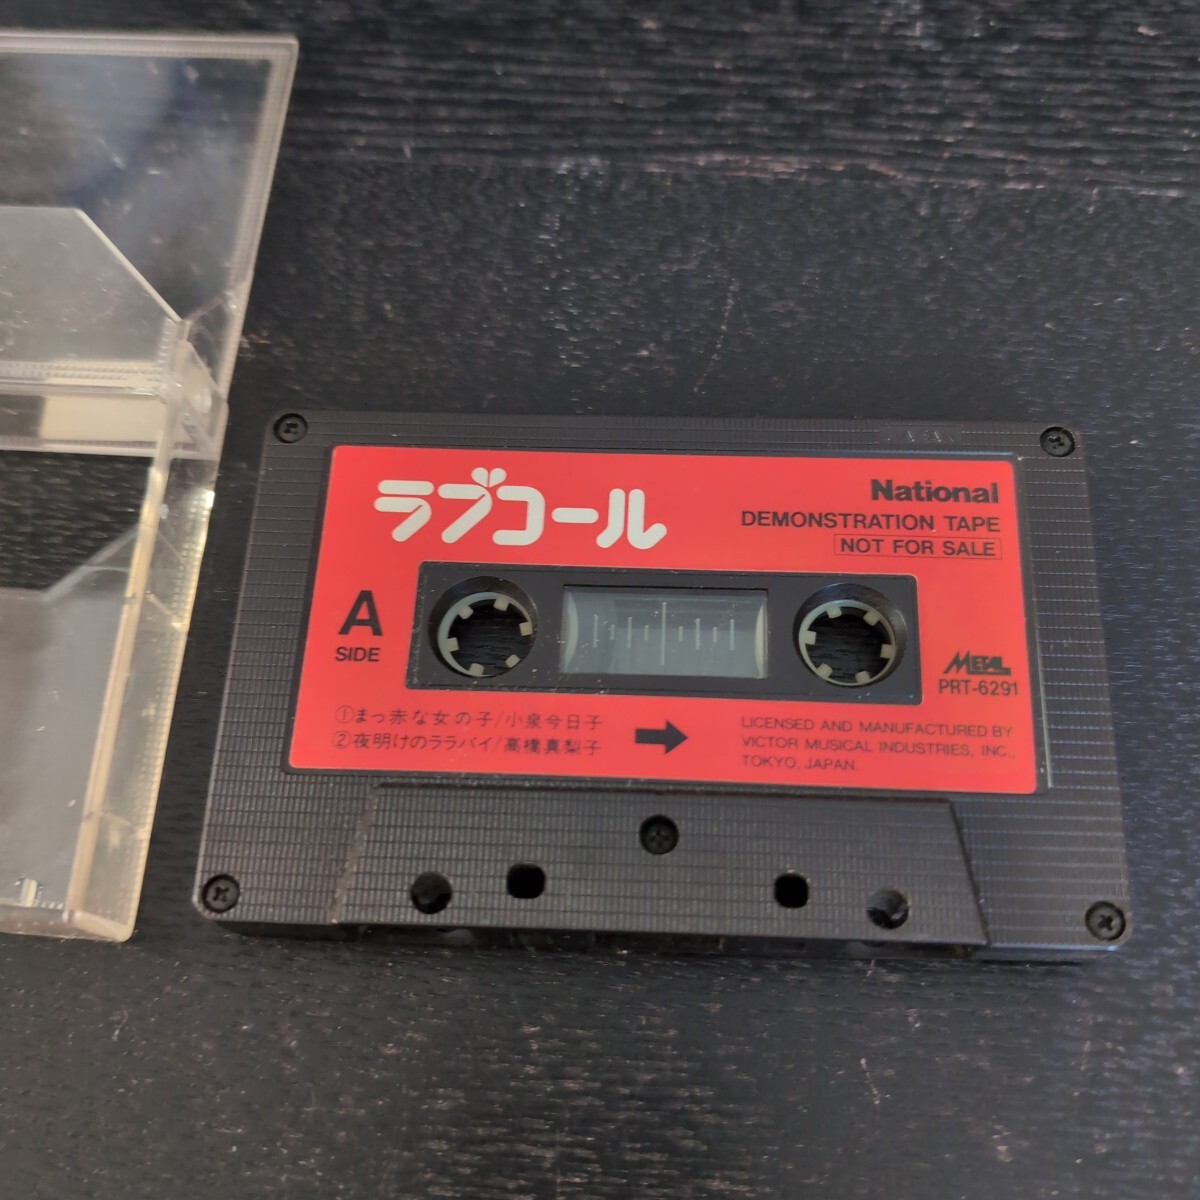 ラブコール
National
DEMONSTRATION TAPE
NOT FOR SALE
A
SIDE
METAL
PRT-6291
①まっ赤な女の子/小泉今日子
②夜明けのララバイ/高橋真梨子
LICENSED AND MANUFACTURED BY
VICTOR MUSICAL INDUSTRIES, INC.,
TOKYO, JAPAN.